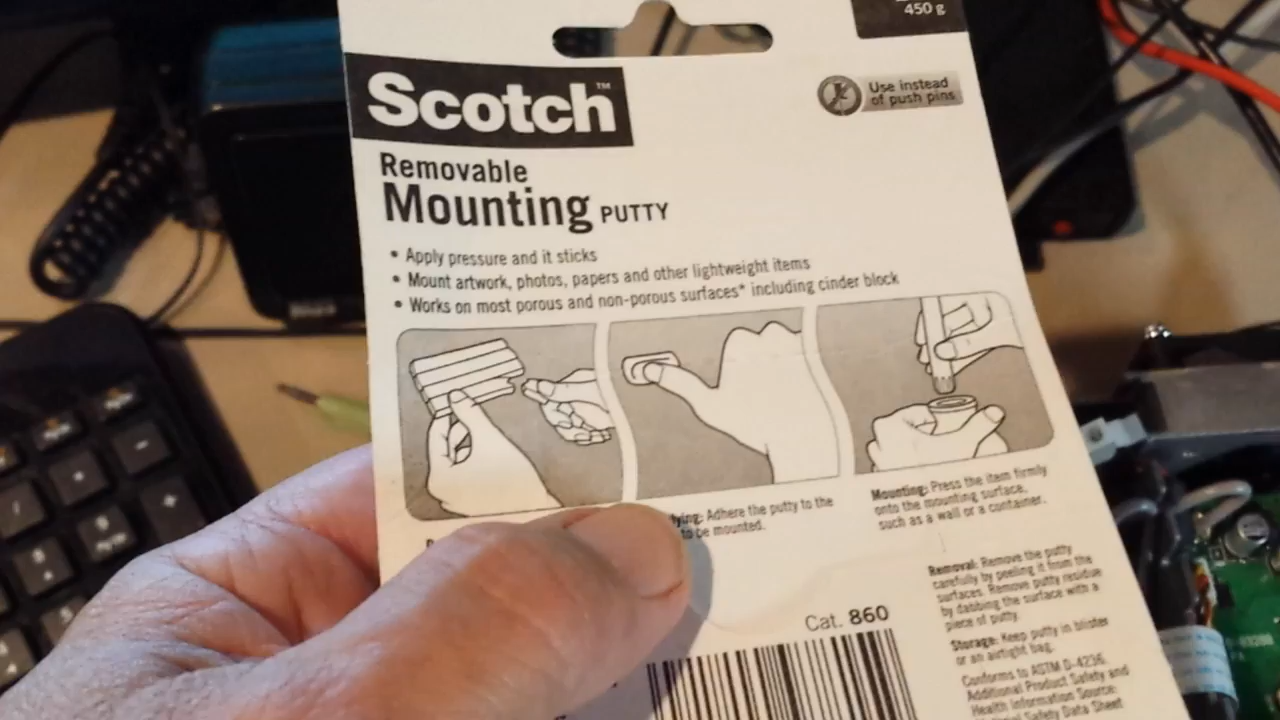 450 g
Scotch™
Use instead
of push pins
Removable
Mounting PUTTY
• Apply pressure and it sticks
• Mount artwork, photos, papers and other lightweight items
• Works on most porous and non-porous surfaces* including cinder block
Adhere the putty to the
to be mounted.
Mounting: Press the item firmly
onto the mounting surface,
such as a wall or a container.
Removal: Remove the putty
carefully by peeling it from the
surfaces. Remove putty residue
by dabbing the surface with a
piece of putty.
Storage: Keep putty in blister
or an airtight bag.
Conforms to ASTM D-4236.
Additional Product Safety and
Health Information Source:
Safety Data Sheet
Cat. 860